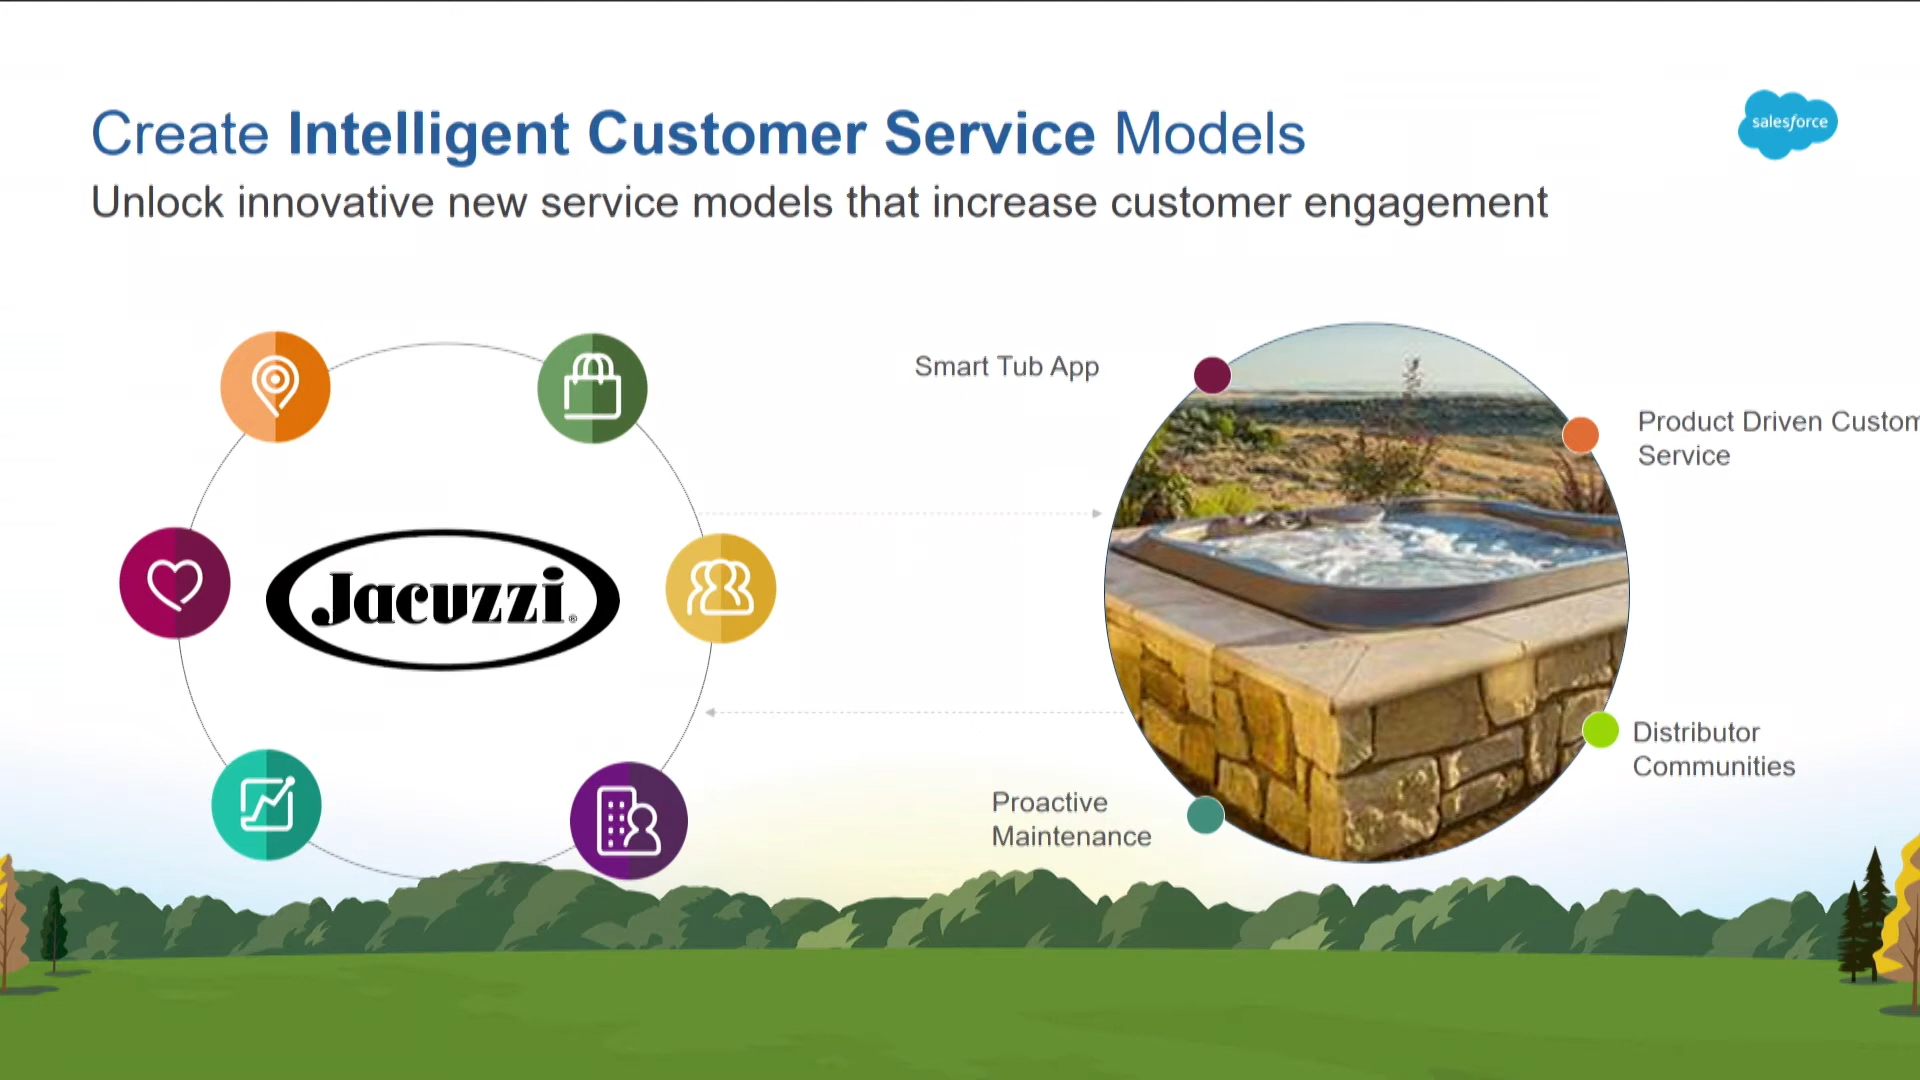 Create Intelligent Customer Service Models
salesforce
Unlock innovative new service models that increase customer engagement
Smart Tub App
Product Driven Custom
Service
Jacuzzi®
Distributor
Communities
Proactive
Maintenance